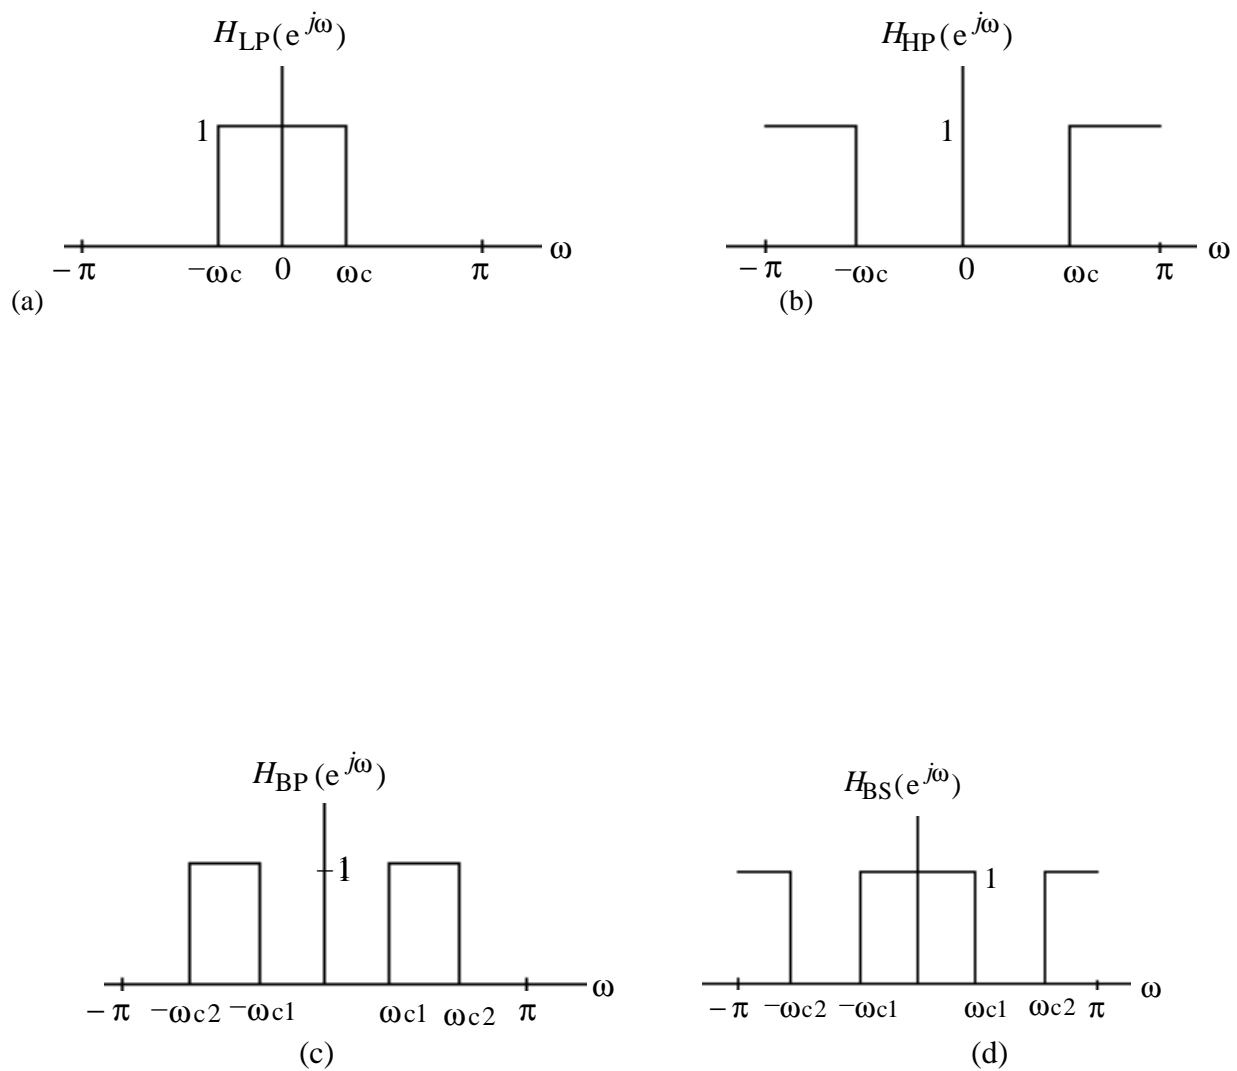 H_LP(e^jω)
1
−π −ωc 0 ωc π ω
(a)
H_HP(e^jω)
1
−π −ωc 0 ωc π ω
(b)
H_BP(e^jω)
1
−π −ωc2 −ωc1 ωc1 ωc2 π ω
(c)
H_BS(e^jω)
1
−π −ωc2 −ωc1 ωc1 ωc2 π ω
(d)